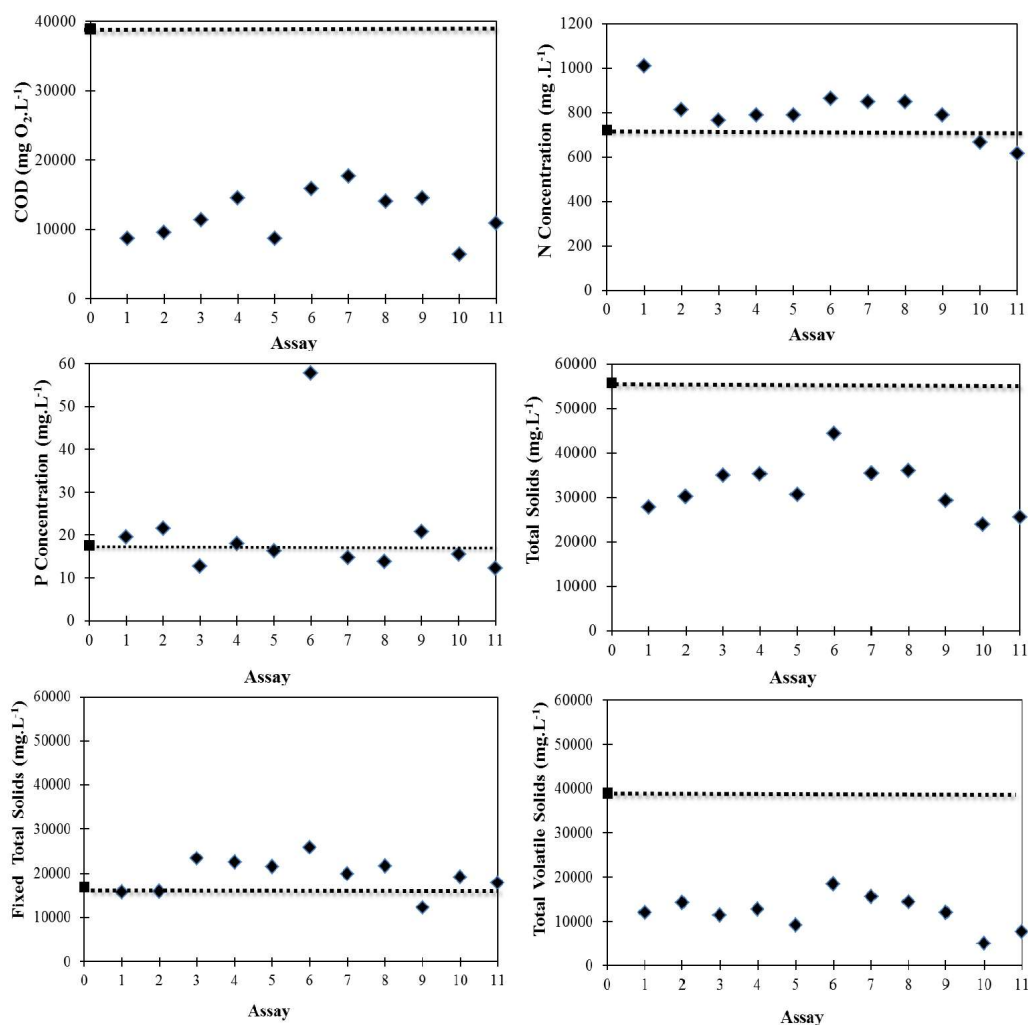 COD (mg O₂.L⁻¹)
40000
30000
20000
10000
0
0 1 2 3 4 5 6 7 8 9 10 11
Assay
N Concentration (mg .L⁻¹)
1200
1000
800
600
400
200
0
0 1 2 3 4 5 6 7 8 9 10 11
Assay
P Concentration (mg.L⁻¹)
60
50
40
30
20
10
0
0 1 2 3 4 5 6 7 8 9 10 11
Assay
Total Solids (mg.L⁻¹)
60000
50000
40000
30000
20000
10000
0
0 1 2 3 4 5 6 7 8 9 10 11
Assay
Fixed Total Solids (mg.L⁻¹)
60000
50000
40000
30000
20000
10000
0
0 1 2 3 4 5 6 7 8 9 10 11
Assay
Total Volatile Solids (mg.L⁻¹)
60000
50000
40000
30000
20000
10000
0
0 1 2 3 4 5 6 7 8 9 10 11
Assay